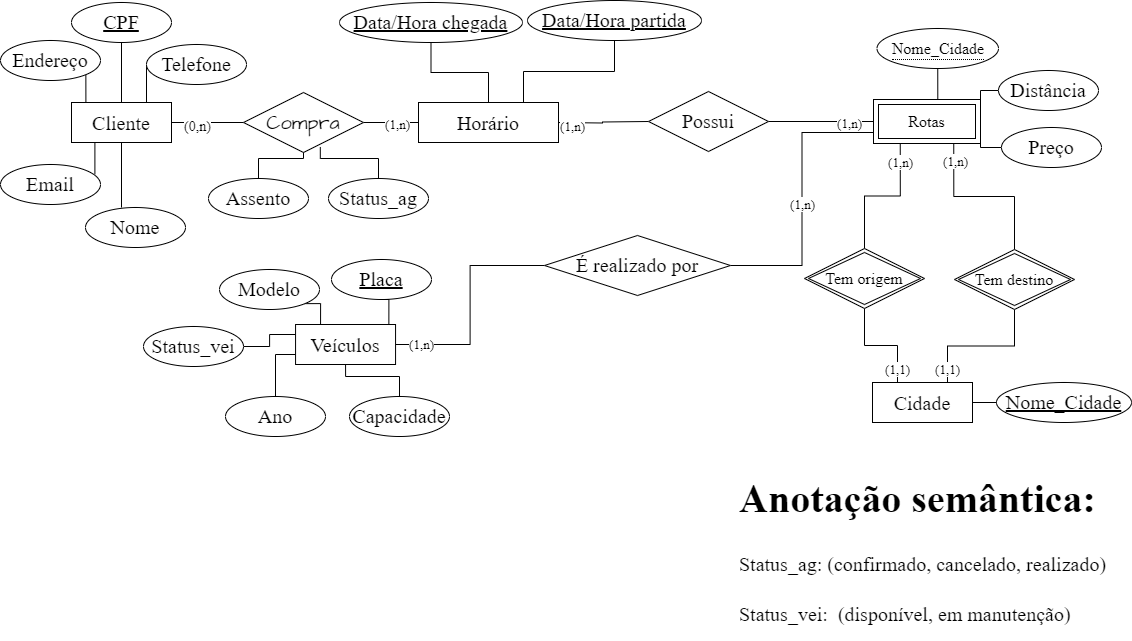 CPF
Data/Hora chegada
Data/Hora partida
Endereço
Telefone
Nome_Cidade
Distância
Cliente
(0,n)
Compra
(1,n)
Horário
(1,n)
Possui
(1,n)
Rotas
Preço
Email
Assento
Status_ag
Nome
(1,n)
(1,n)
(1,n)
É realizado por
Tem origem
Tem destino
Modelo
Placa
Status_vei
Veículos
(1,n)
(1,1)
(1,1)
Ano
Capacidade
Cidade
Nome_Cidade
Anotação semântica:
Status_ag: (confirmado, cancelado, realizado)
Status_vei: (disponível, em manutenção)